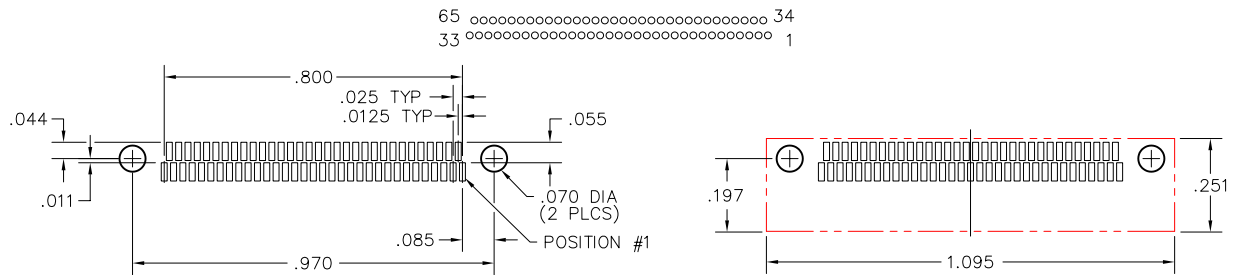 65 34
33 1
.800
.025 TYP
.0125 TYP
.044
.055
.011
.070 DIA
(2 PLCS)
.085
POSITION #1
.970
.197
.251
1.095